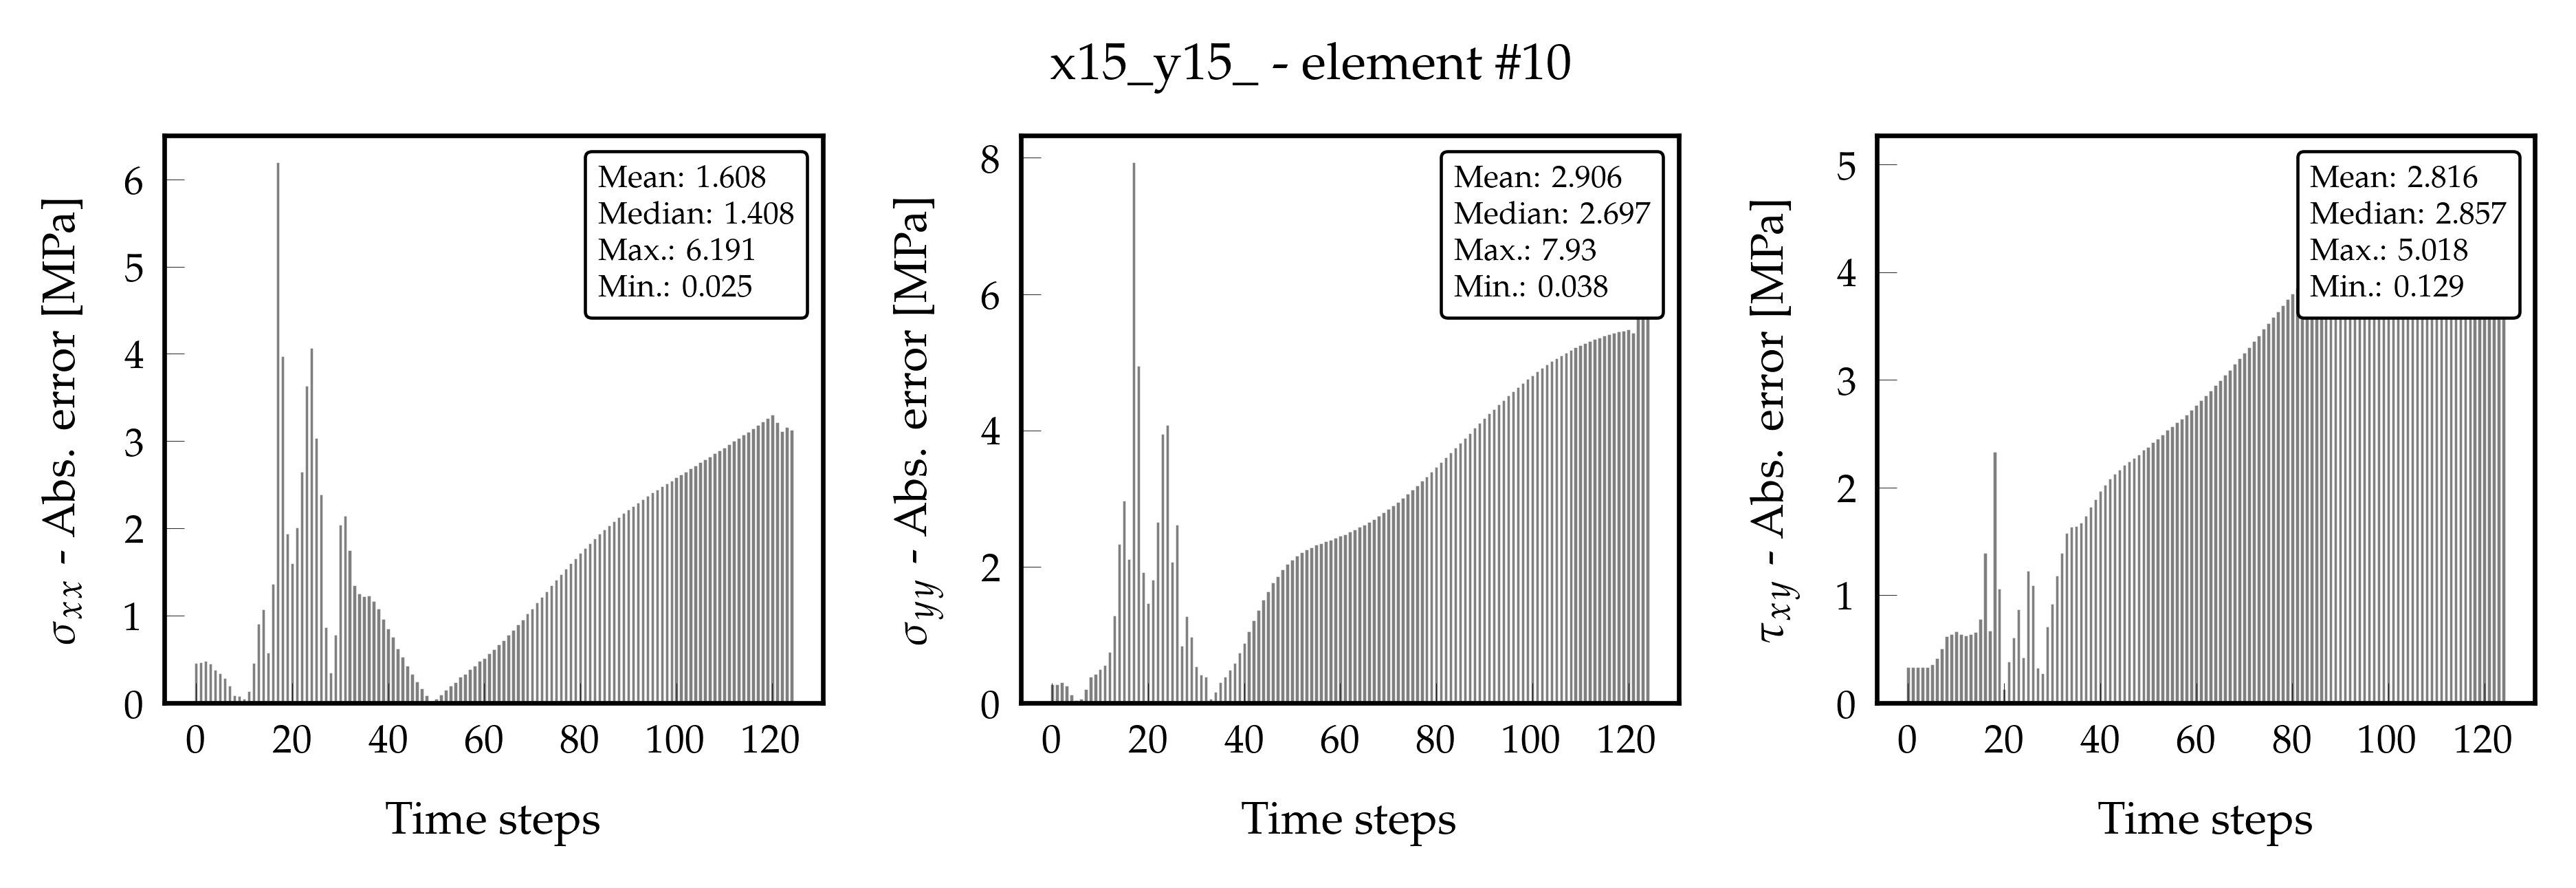 x15_y15_ - element #10
σxx - Abs. error [MPa]
6
5
4
3
2
1
0
Mean: 1.608
Median: 1.408
Max.: 6.191
Min.: 0.025
0 20 40 60 80 100 120
Time steps
σyy - Abs. error [MPa]
8
6
4
2
0
Mean: 2.906
Median: 2.697
Max.: 7.93
Min.: 0.038
0 20 40 60 80 100 120
Time steps
τxy - Abs. error [MPa]
5
4
3
2
1
0
Mean: 2.816
Median: 2.857
Max.: 5.018
Min.: 0.129
0 20 40 60 80 100 120
Time steps